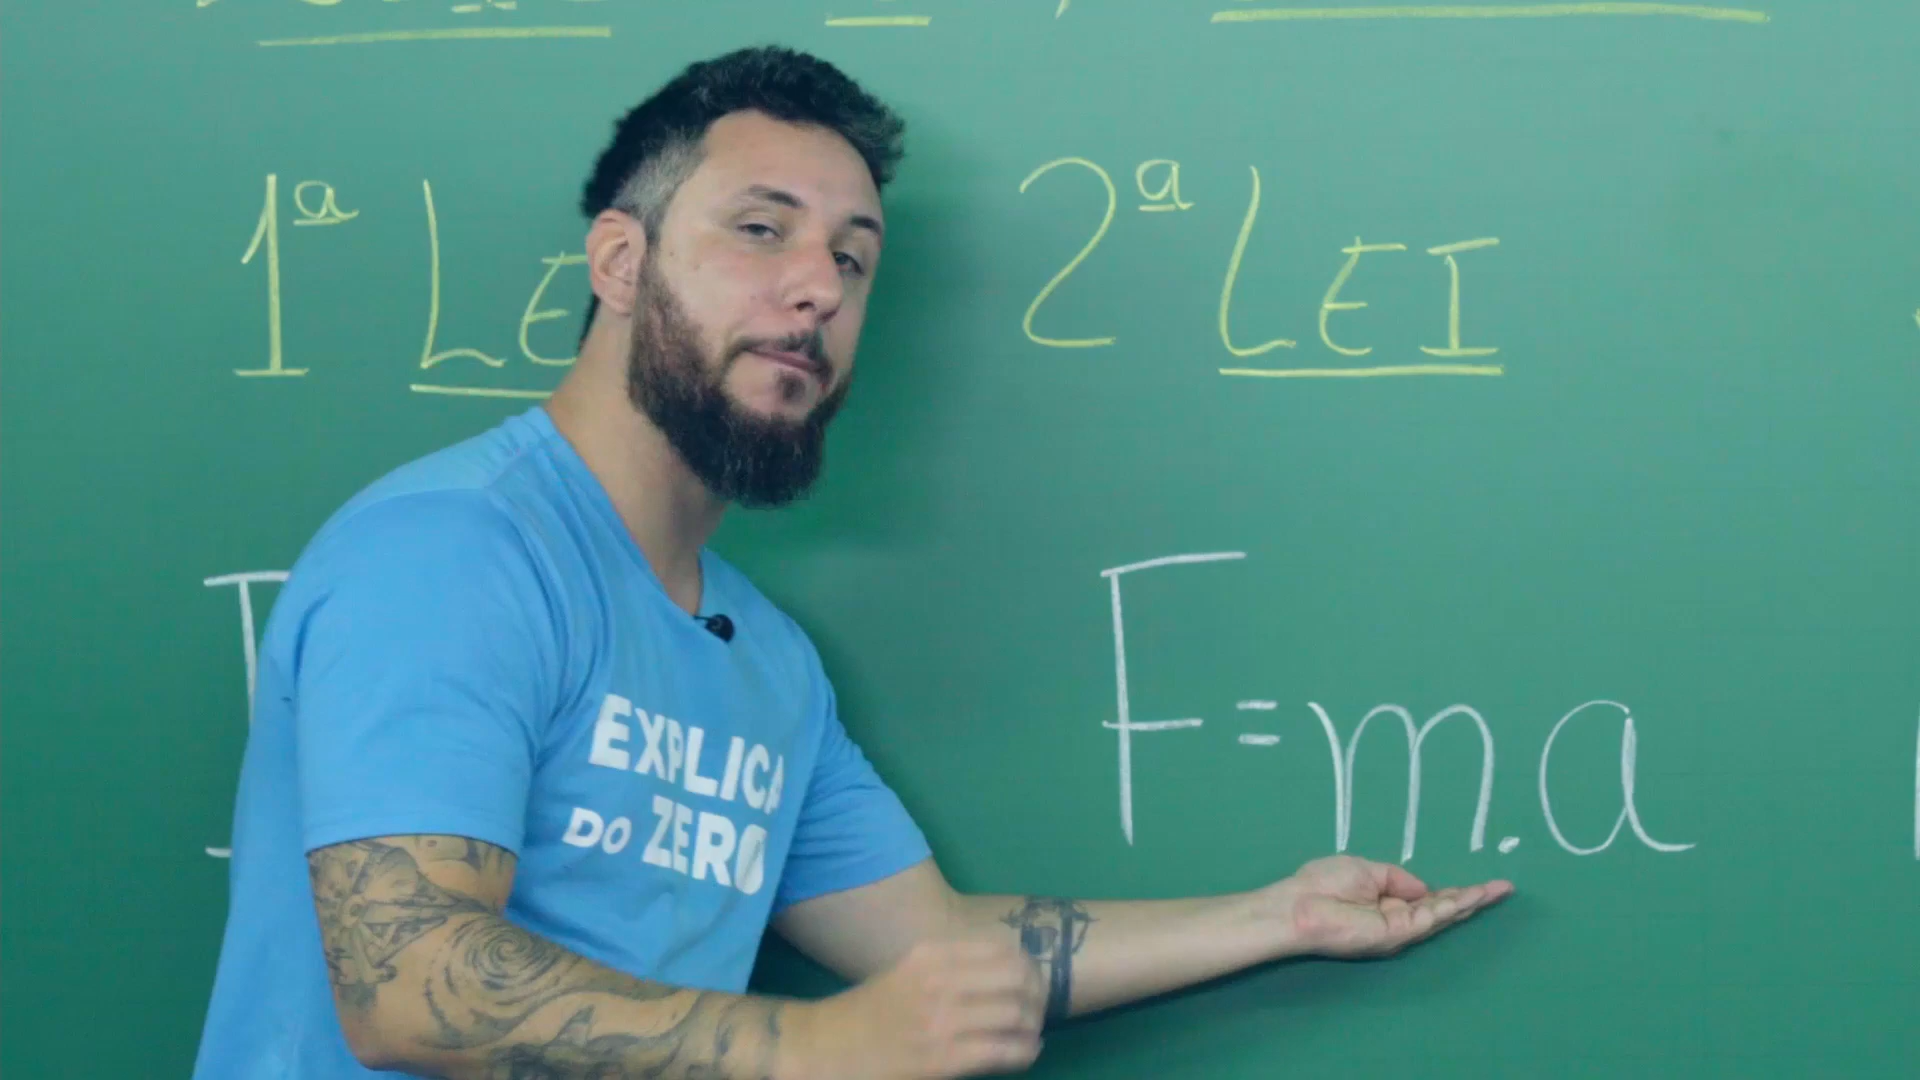 1ª LE
2ª LEI
F=m.a
EXPLICA
DO ZERO